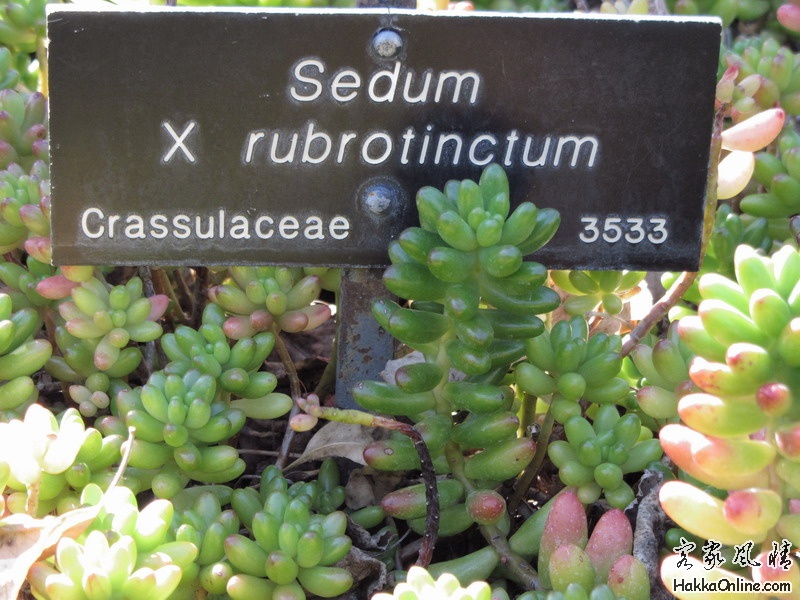 Sedum
X rubrotinctum
Crassulaceae 3533
客家風情
HakkaOnline.com